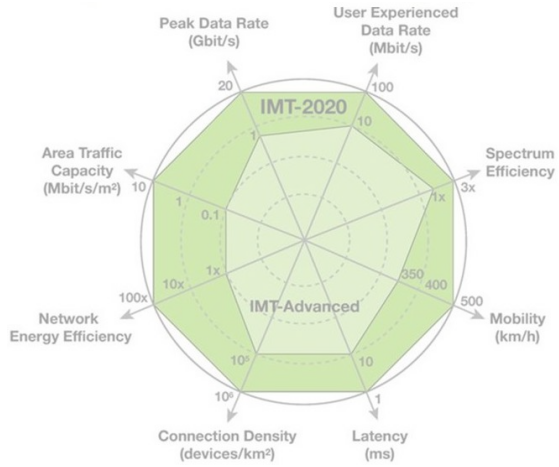 User Experienced
Data Rate
(Mbit/s)
Peak Data Rate
(Gbit/s)
20
100
IMT-2020
1
10
Area Traffic
Capacity
(Mbit/s/m²)
Spectrum
Efficiency
10
1
0.1
1x
3x
1x
350
400
500
10x
100x
Network
Energy Efficiency
Mobility
(km/h)
IMT-Advanced
10⁵
10
10⁶
1
Connection Density
(devices/km²)
Latency
(ms)